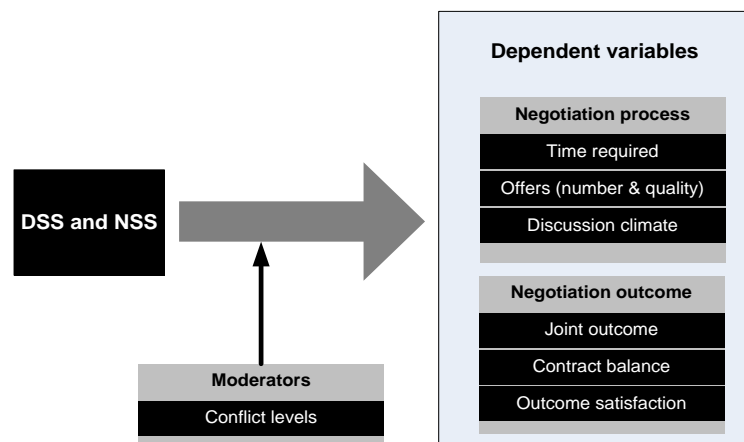 Dependent variables
Negotiation process
Time required
Offers (number & quality)
Discussion climate
DSS and NSS
Negotiation outcome
Joint outcome
Contract balance
Outcome satisfaction
Moderators
Conflict levels